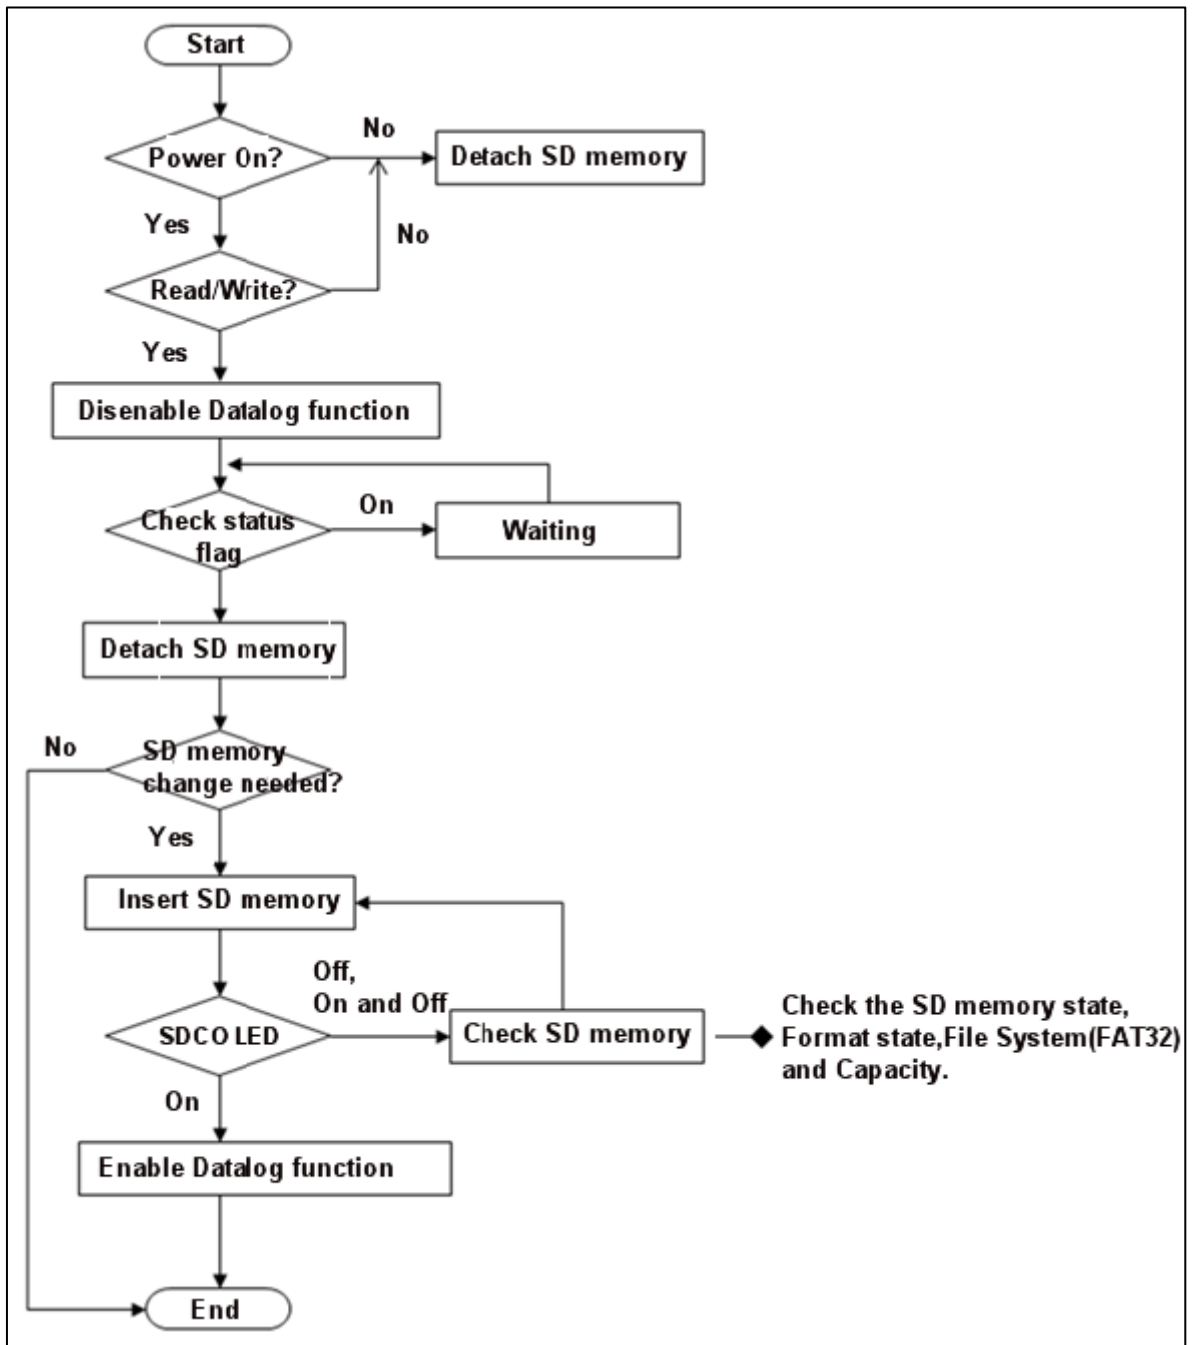 Start
No
Power On?
Detach SD memory
Yes
No
Read/Write?
Yes
Disenable Datalog function
On
Check status
flag
Waiting
Detach SD memory
No
SD memory
change needed?
Yes
Insert SD memory
Off,
On and Off
SDCO LED
Check SD memory
Check the SD memory state,
Format state,File System(FAT32)
and Capacity.
On
Enable Datalog function
End